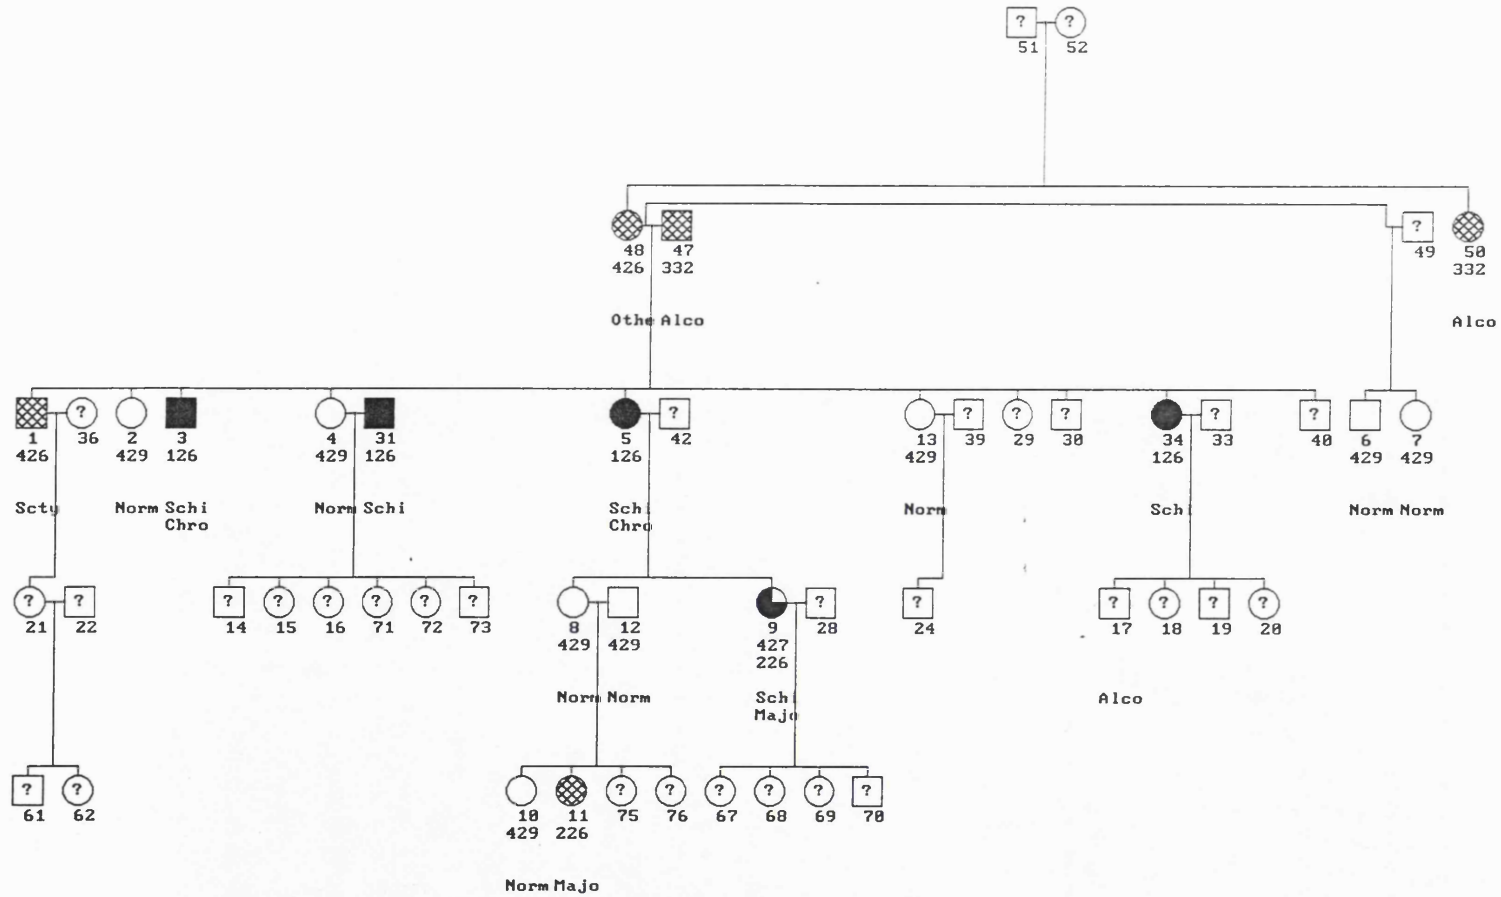 ? ?
51 52
? 
48 47 49 50
426 332 332
Othe Alco Alco
? ? ? ? ? ? ?
1 36 2 3 4 31 5 42 13 39 29 30 34 33 40 6 7
426 429 126 429 126 126 429 126 429 429
Scty Norm Schi Norm Schi Schi Norm Schi Norm Norm
Chro Chro
? ? ? ? ? ? ? ? ? ? ? ? ? ?
21 22 14 15 16 71 72 73 8 12 9 28 24 17 18 19 20
429 429 427
226
Norm Norm Schi Alco
Majo
? ? ? ? ? ? ? ?
61 62 10 11 75 76 67 68 69 70
429 226
Norm Majo